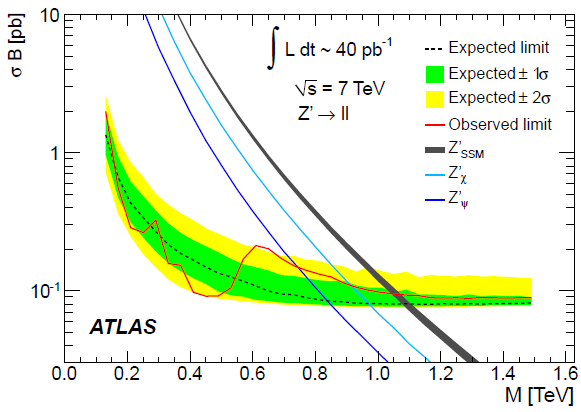 σ B [pb]
10
1
10⁻¹
∫ L dt ~ 40 pb⁻¹
√s = 7 TeV
Z' → ll
Expected limit
Expected ± 1σ
Expected ± 2σ
Observed limit
Z'SSM
Z'χ
Z'ψ
ATLAS
0.0 0.2 0.4 0.6 0.8 1.0 1.2 1.4 1.6
M [TeV]